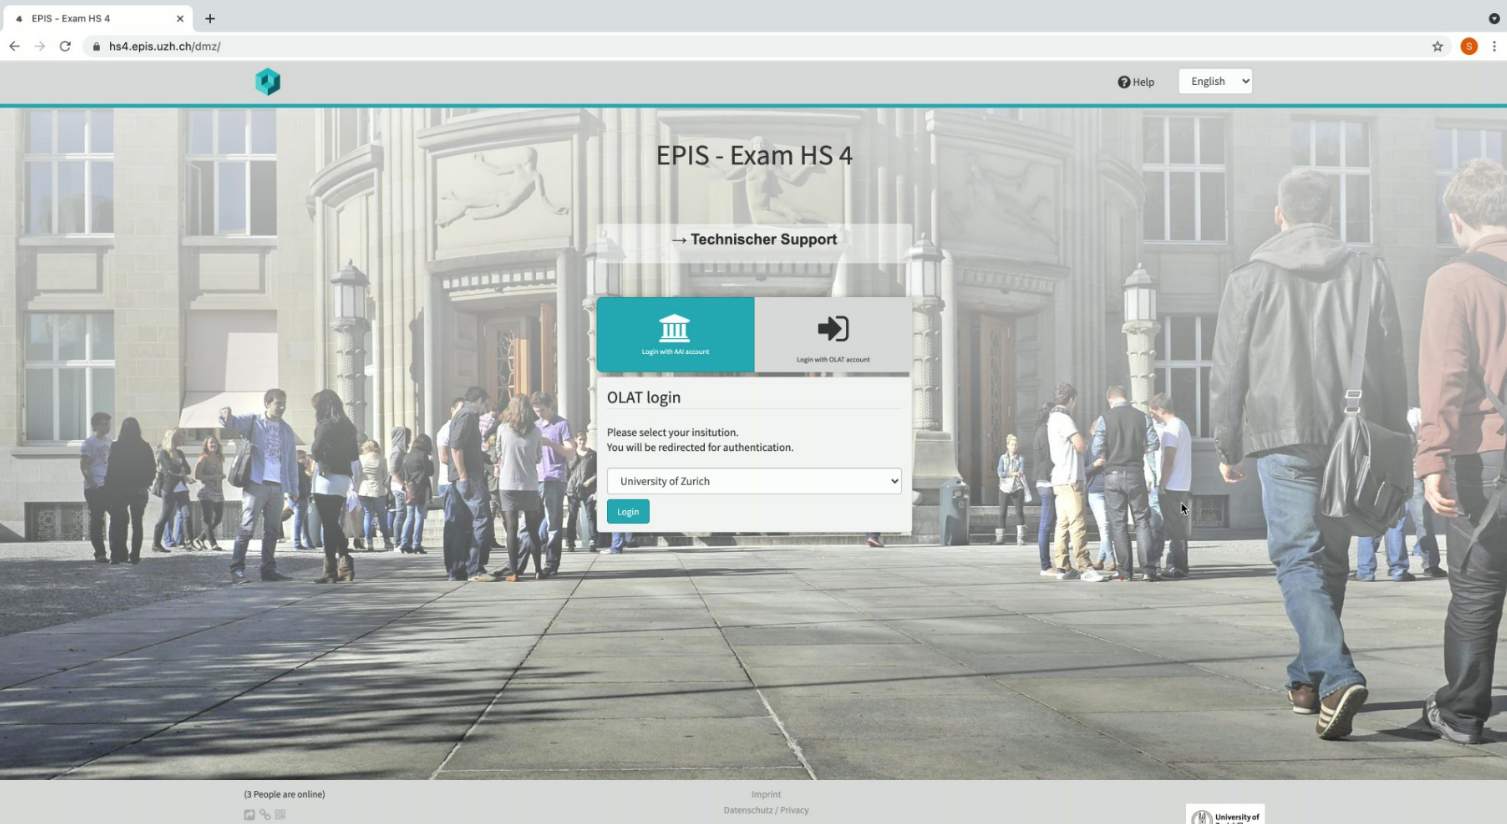 4 EPIS - Exam HS 4
hs4.epis.uzh.ch/dmz/
S
Help
English
EPIS - Exam HS 4
→ Technischer Support
Login with AAI account
Login with OLAT account
OLAT login
Please select your insitution.
You will be redirected for authentication.
University of Zurich
Login
(3 People are online)
Imprint
Datenschutz / Privacy
University of